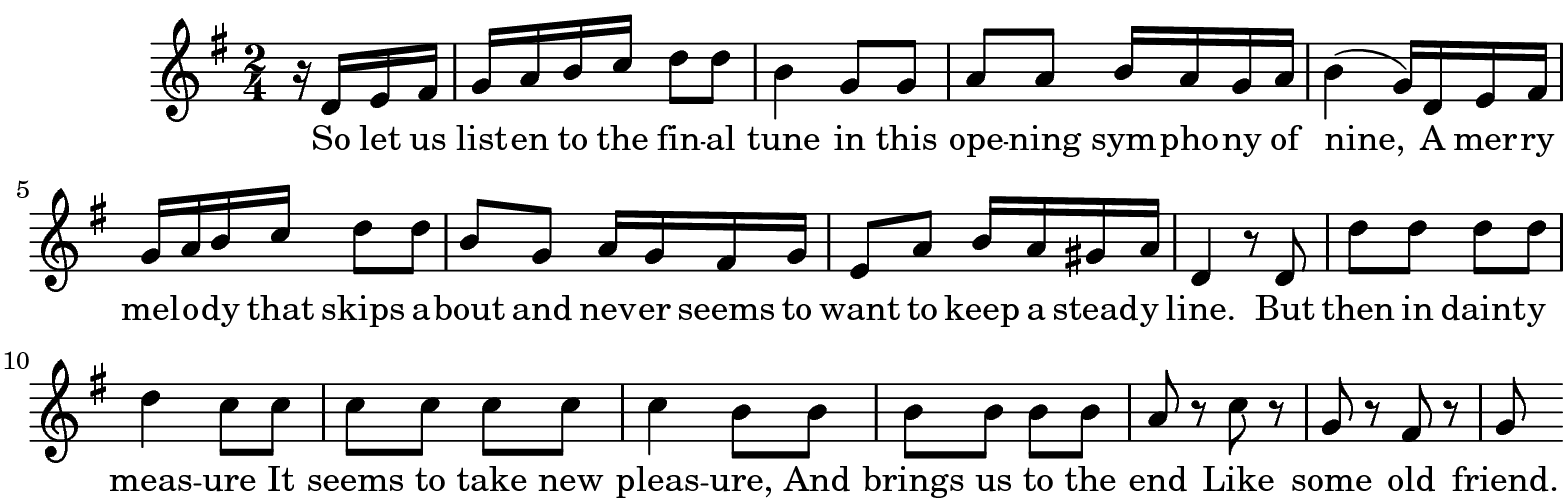 2 4
So let us listen to the fin-al tune in this ope-ning symphony of nine, A merry
5
melody that skips about and never seems to want to keep a steady line. But then in dainty
10
meas-ure It seems to take new pleas-ure, And brings us to the end Like some old friend.